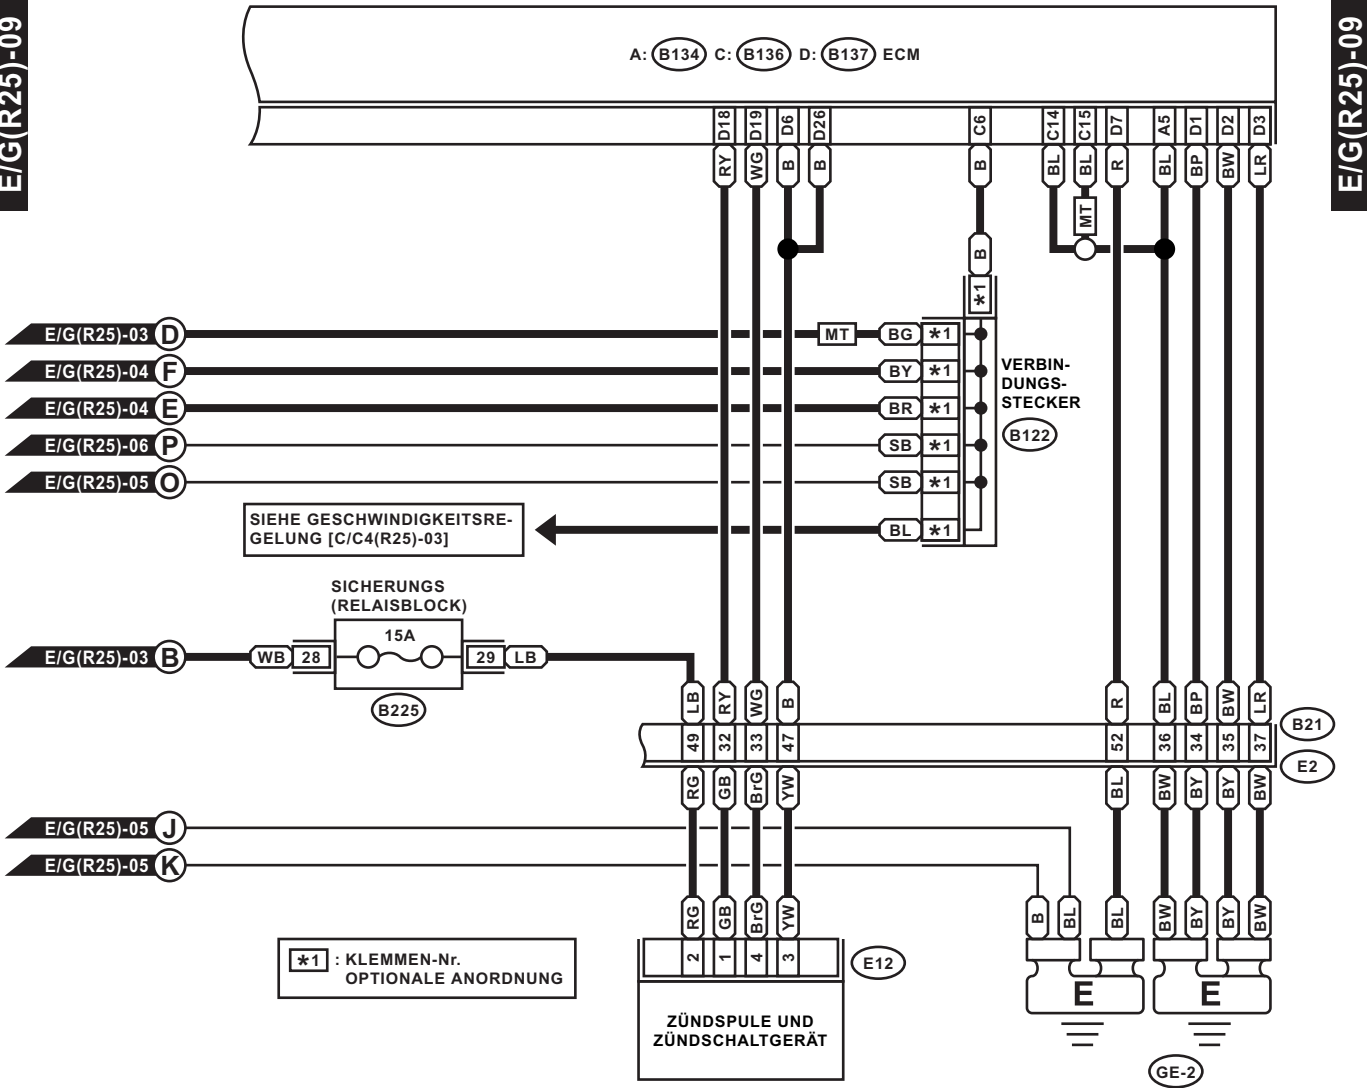 E/G(R25)-09
E/G(R25)-09
A: B134 C: B136 D: B137 ECM
D18 D19 D6 D26 C6 C14 C15 D7 A5 D1 D2 D3
RY WG B B B BL BL R BL BP BW LR
MT
B
*1
E/G(R25)-03 D MT BG *1
E/G(R25)-04 F BY *1
E/G(R25)-04 E BR *1
E/G(R25)-06 P SB *1
E/G(R25)-05 O SB *1
BL *1
VERBIN-
DUNGS-
STECKER
B122
SIEHE GESCHWINDIGKEITSRE-
GELUNG [C/C4(R25)-03]
SICHERUNGS
(RELAISBLOCK)
15A
E/G(R25)-03 B WB 28 29 LB
B225
LB RY WG B R BL BP BW LR
B21
49 32 33 47 52 36 34 35 37
E2
RG GB BrG YW BL BW BY BY BW
E/G(R25)-05 J
E/G(R25)-05 K
RG GB BrG YW B BL BL BW BY BY BW
2 1 4 3
E12
*1 : KLEMMEN-Nr.
OPTIONALE ANORDNUNG
ZÜNDSPULE UND
ZÜNDSCHALTGERÄT
E E
GE-2